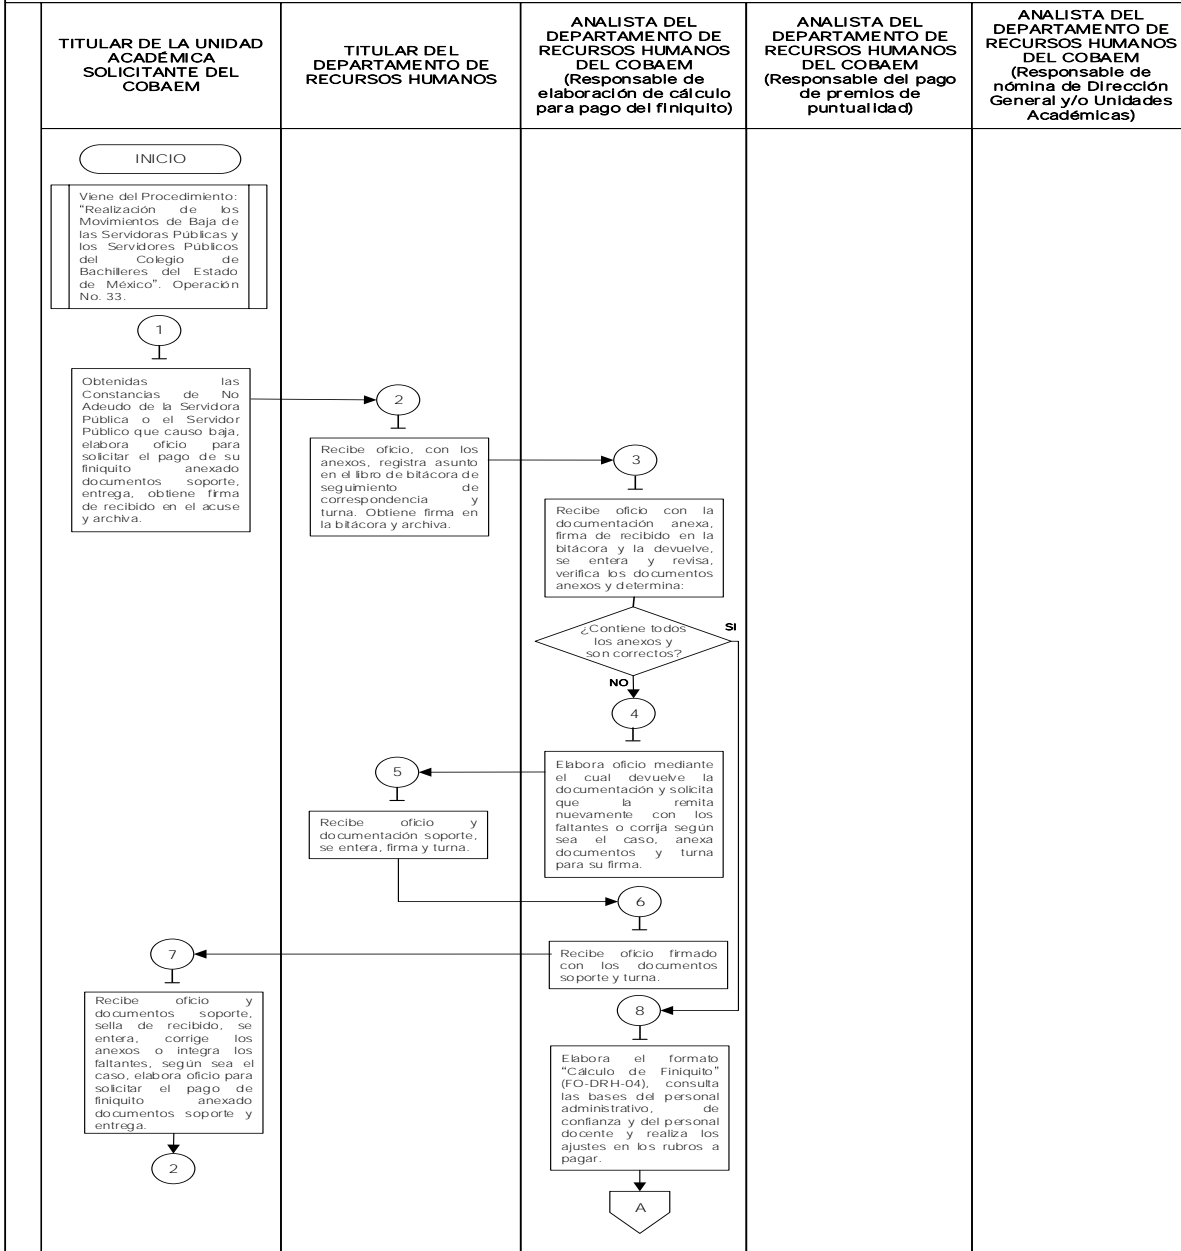 TITULAR DE LA UNIDAD
ACADÉMICA
SOLICITANTE DEL
COBAEM
TITULAR DEL
DEPARTAMENTO DE
RECURSOS HUMANOS
ANALISTA DEL
DEPARTAMENTO DE
RECURSOS HUMANOS
DEL COBAEM
(Responsable de
elaboración de cálculo
para pago del finiquito)
ANALISTA DEL
DEPARTAMENTO DE
RECURSOS HUMANOS
DEL COBAEM
(Responsable del pago
de premios de
puntualidad)
ANALISTA DEL
DEPARTAMENTO DE
RECURSOS HUMANOS
DEL COBAEM
(Responsable de
nómina de Dirección
General y/o Unidades
Académicas)
INICIO
Viene del Procedimiento:
"Realización de los
Movimientos de Baja de
las Servidoras Públicas y
los Servidores Públicos
del Colegio de
Bachilleres del Estado
de México". Operación
No. 33.
1
Obtenidas las
Constancias de No
Adeudo de la Servidora
Pública o el Servidor
Público que causo baja,
elabora oficio para
solicitar el pago de su
finiquito anexado
documentos soporte,
entrega, obtiene firma
de recibido en el acuse
y archiva.
2
Recibe oficio, con los
anexos, registra asunto
en el libro de bitácora de
seguimiento de
correspondencia y
turna. Obtiene firma en
la bitácora y archiva.
3
Recibe oficio con la
documentación anexa,
firma de recibido en la
bitácora y la devuelve,
se entera y revisa,
verifica los documentos
anexos y determina:
¿Contiene todos
los anexos y
son correctos?
SI
NO
4
Elabora oficio mediante
el cual devuelve la
documentación y solicita
que la remita
nuevamente con los
faltantes o corrija según
sea el caso, anexa
documentos y turna
para su firma.
5
Recibe oficio y
documentación soporte,
se entera, firma y turna.
6
Recibe oficio firmado
con los documentos
soporte y turna.
7
Recibe oficio y
documentos soporte,
sella de recibido, se
entera, corrige los
anexos o integra los
faltantes, según sea el
caso, elabora oficio para
solicitar el pago de
finiquito anexado
documentos soporte y
entrega.
2
8
Elabora el formato
"Cálculo de Finiquito"
(FO-DRH-04), consulta
las bases del personal
administrativo, de
confianza y del personal
docente y realiza los
ajustes en los rubros a
pagar.
A